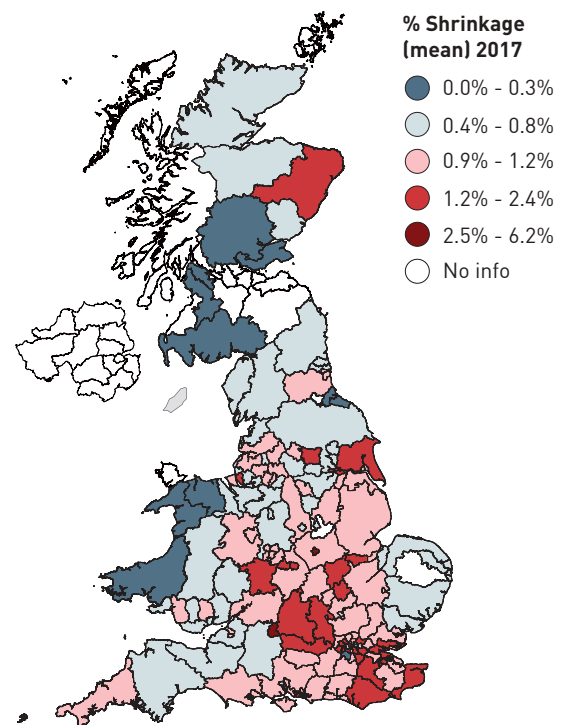 % Shrinkage
(mean) 2017
0.0% - 0.3%
0.4% - 0.8%
0.9% - 1.2%
1.2% - 2.4%
2.5% - 6.2%
No info